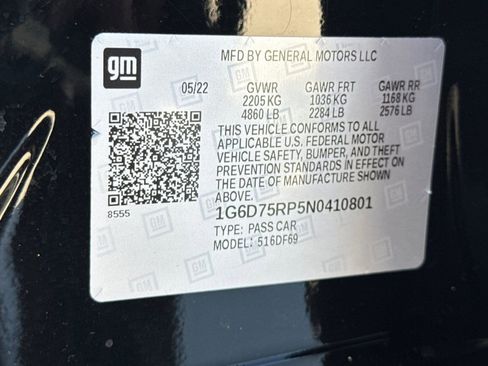 gm
MFD BY GENERAL MOTORS LLC
05/22 GVWR GAWR FRT GAWR RR
2205 KG 1036 KG 1168 KG
4860 LB 2284 LB 2576 LB
THIS VEHICLE CONFORMS TO ALL
APPLICABLE U.S. FEDERAL MOTOR
VEHICLE SAFETY, BUMPER, AND THEFT
PREVENTION STANDARDS IN EFFECT ON
THE DATE OF MANUFACTURE SHOWN
ABOVE.
8555 1G6D75RP5N0410801
TYPE: PASS CAR
MODEL: 516DF69